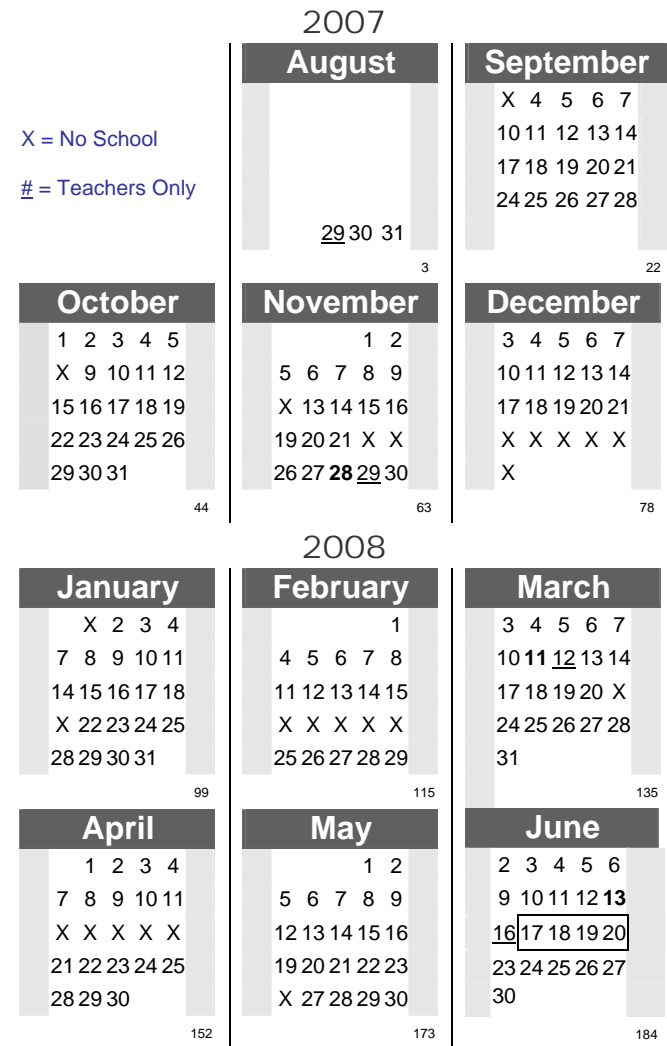 2007
August
September
X = No School
# = Teachers Only
X 4 5 6 7
10 11 12 13 14
17 18 19 20 21
24 25 26 27 28
29 30 31
3
22
October
1 2 3 4 5
X 9 10 11 12
15 16 17 18 19
22 23 24 25 26
29 30 31
44
November
1 2
5 6 7 8 9
X 13 14 15 16
19 20 21 X X
26 27 28 29 30
63
December
3 4 5 6 7
10 11 12 13 14
17 18 19 20 21
X X X X X
X
78
2008
January
X 2 3 4
7 8 9 10 11
14 15 16 17 18
X 22 23 24 25
28 29 30 31
99
February
1
4 5 6 7 8
11 12 13 14 15
X X X X X
25 26 27 28 29
115
March
3 4 5 6 7
10 11 12 13 14
17 18 19 20 X
24 25 26 27 28
31
135
April
1 2 3 4
7 8 9 10 11
X X X X X
21 22 23 24 25
28 29 30
152
May
1 2
5 6 7 8 9
12 13 14 15 16
19 20 21 22 23
X 27 28 29 30
173
June
2 3 4 5 6
9 10 11 12 13
16 17 18 19 20
23 24 25 26 27
30
184